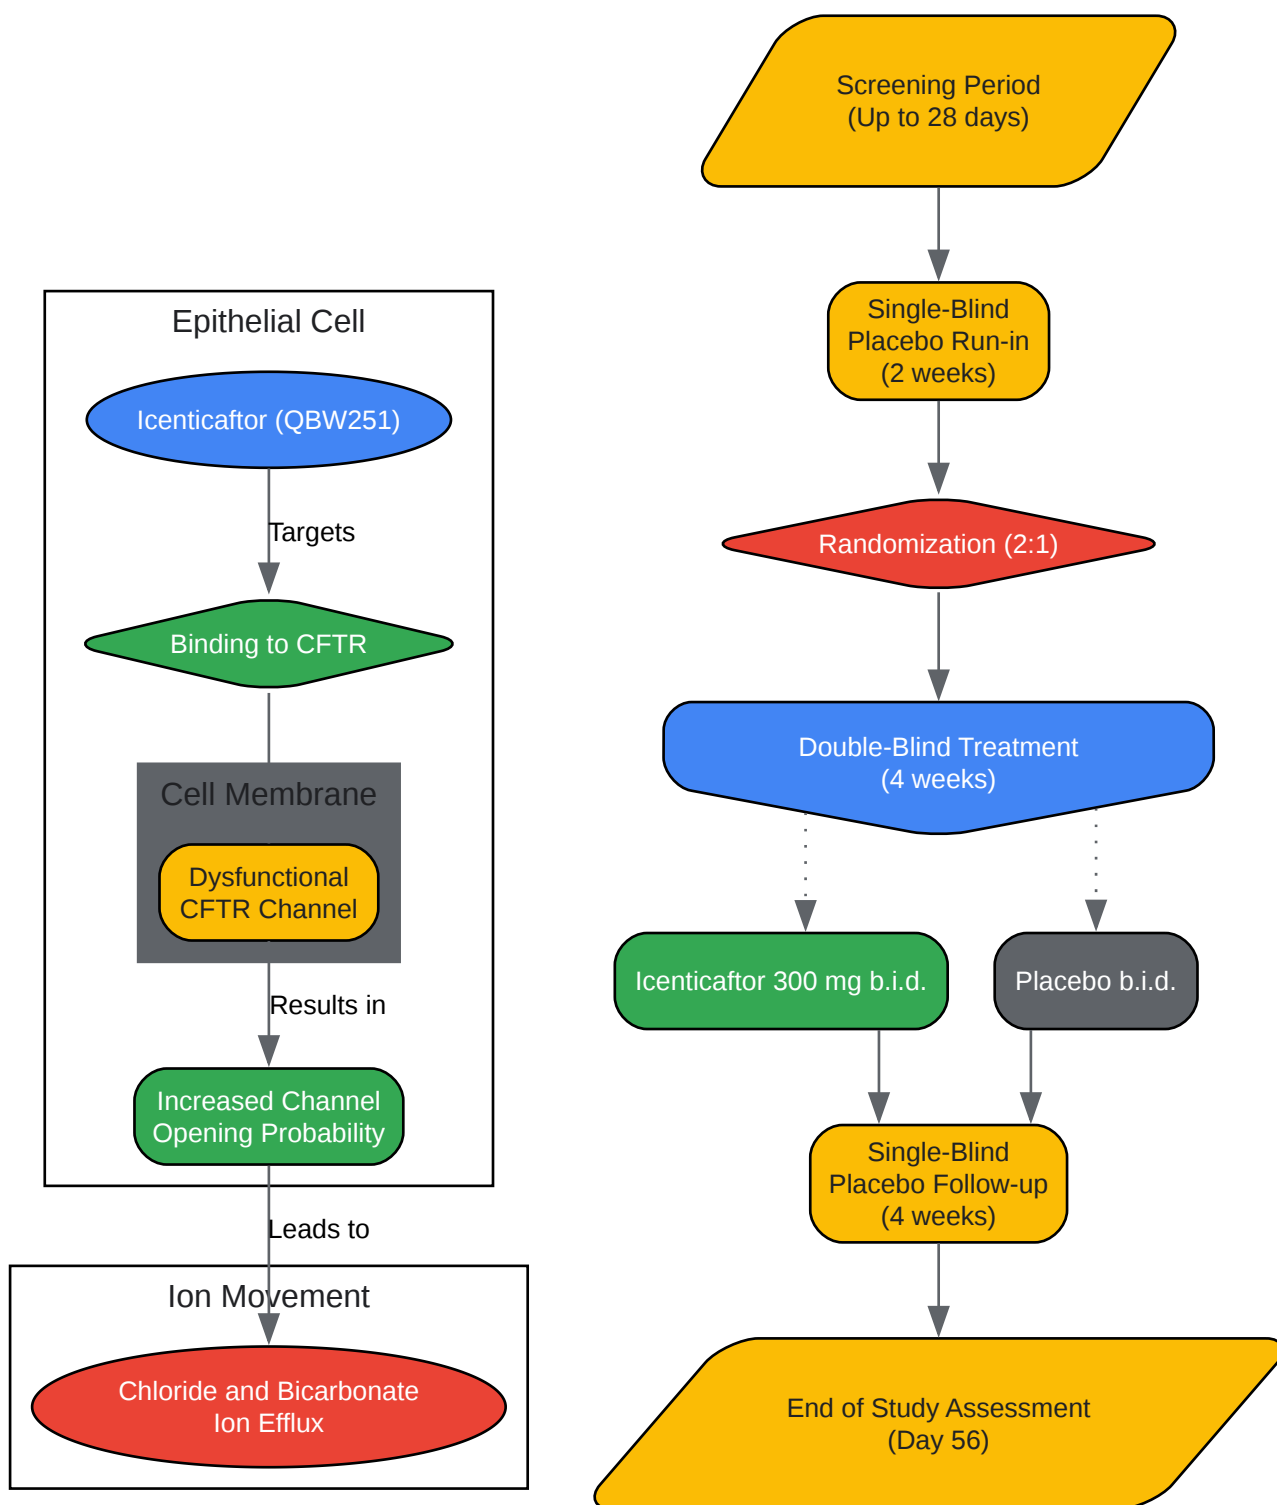 Epithelial Cell
Icenticaftor (QBW251)
Targets
Binding to CFTR
Cell Membrane
Dysfunctional
CFTR Channel
Results in
Increased Channel
Opening Probability
Leads to
Ion Movement
Chloride and Bicarbonate
Ion Efflux
Screening Period
(Up to 28 days)
Single-Blind
Placebo Run-in
(2 weeks)
Randomization (2:1)
Double-Blind Treatment
(4 weeks)
Icenticaftor 300 mg b.i.d.
Placebo b.i.d.
Single-Blind
Placebo Follow-up
(4 weeks)
End of Study Assessment
(Day 56)